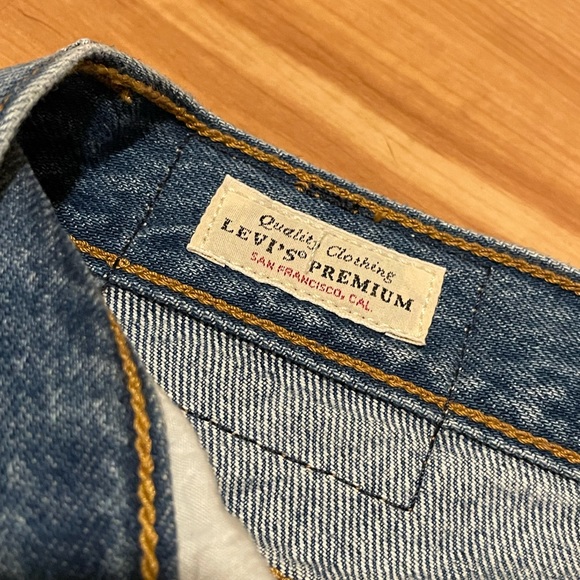 Quality Clothing
LEVI'S® PREMIUM
SAN FRANCISCO, CAL.